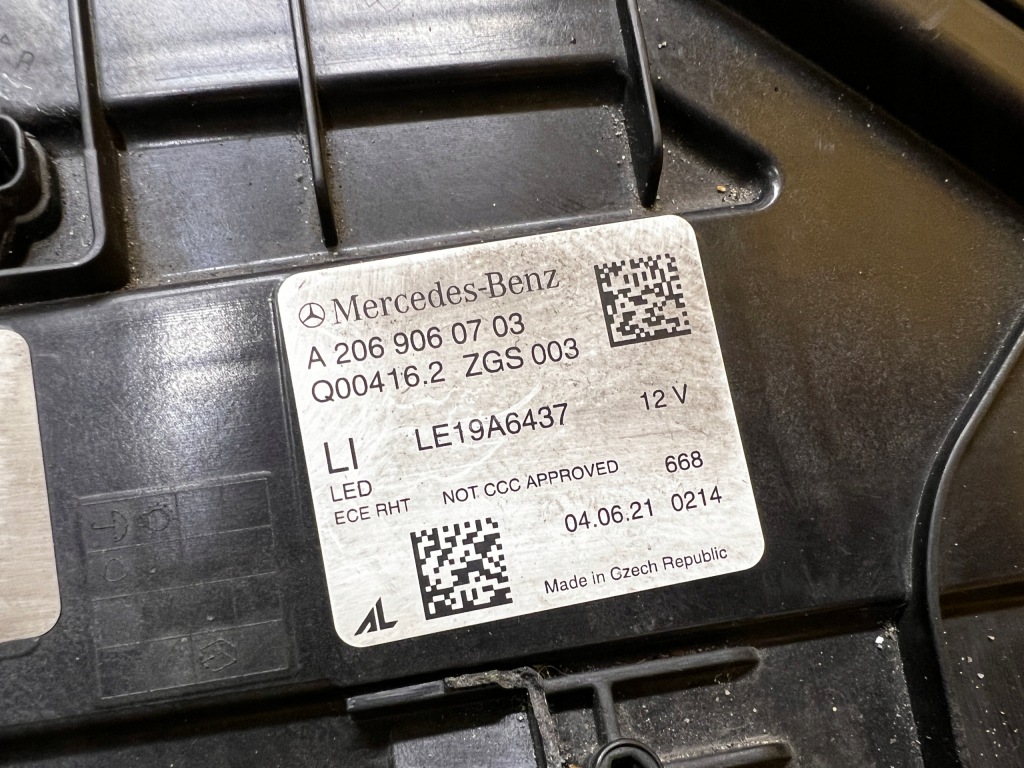 Mercedes-Benz
A 206 906 07 03
Q00416.2 ZGS 003
LE19A6437 12 V
LI
LED
ECE RHT NOT CCC APPROVED 668
04.06.21 0214
Made in Czech Republic
AL